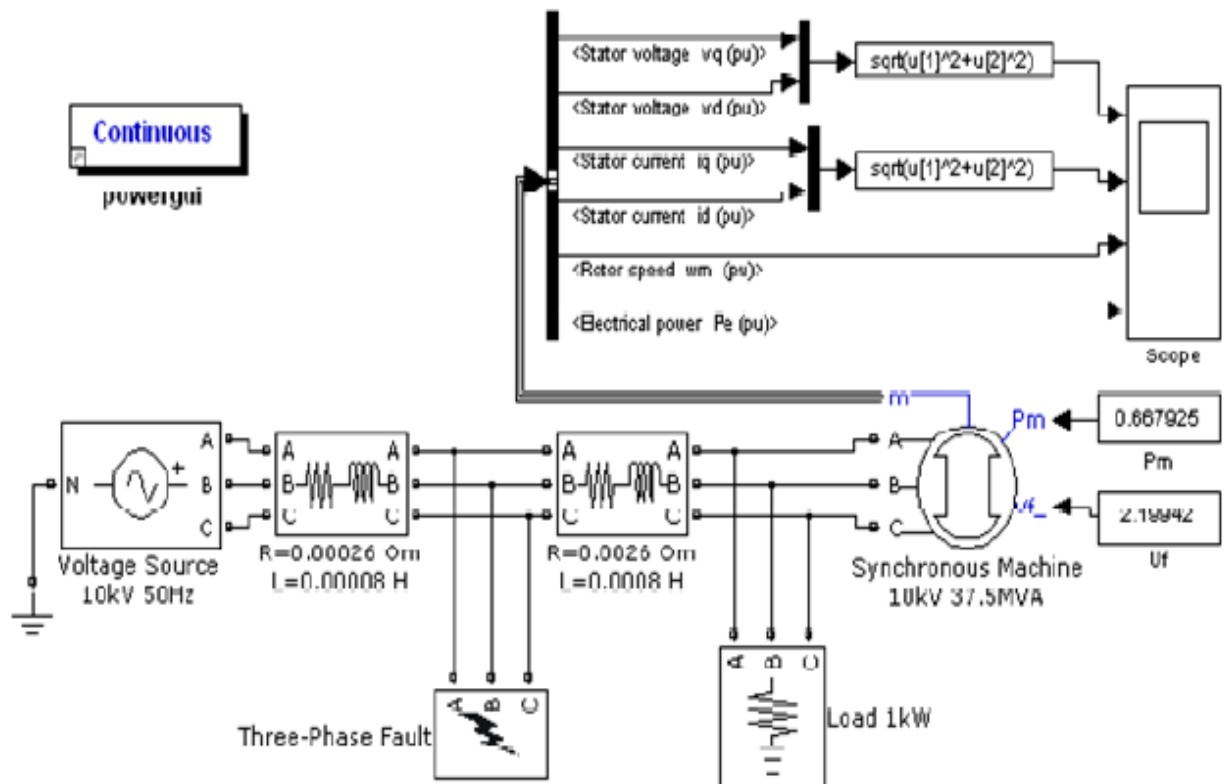 <Stator voltage vq (pu)>
sqrt(u[1]^2+u[2]^2)
<Stator voltage vd (pu)>
Continuous
powergui
<Stator current iq (pu)>
sqrt(u[1]^2+u[2]^2)
<Stator current id (pu)>
<Rotor speed wm (pu)>
<Electrical power Pe (pu)>
Scope
m
Pm
0.667925
Pm
Vf_
2.19942
Uf
N
A
B
C
Voltage Source
10kV 50Hz
A
B
C
A
B
C
R=0.00026 Om
L=0.00008 H
A
B
C
A
B
C
R=0.0026 Om
L=0.0008 H
A
B
C
Synchronous Machine
10kV 37.5MVA
A
B
C
Three-Phase Fault
A
B
C
Load 1kW